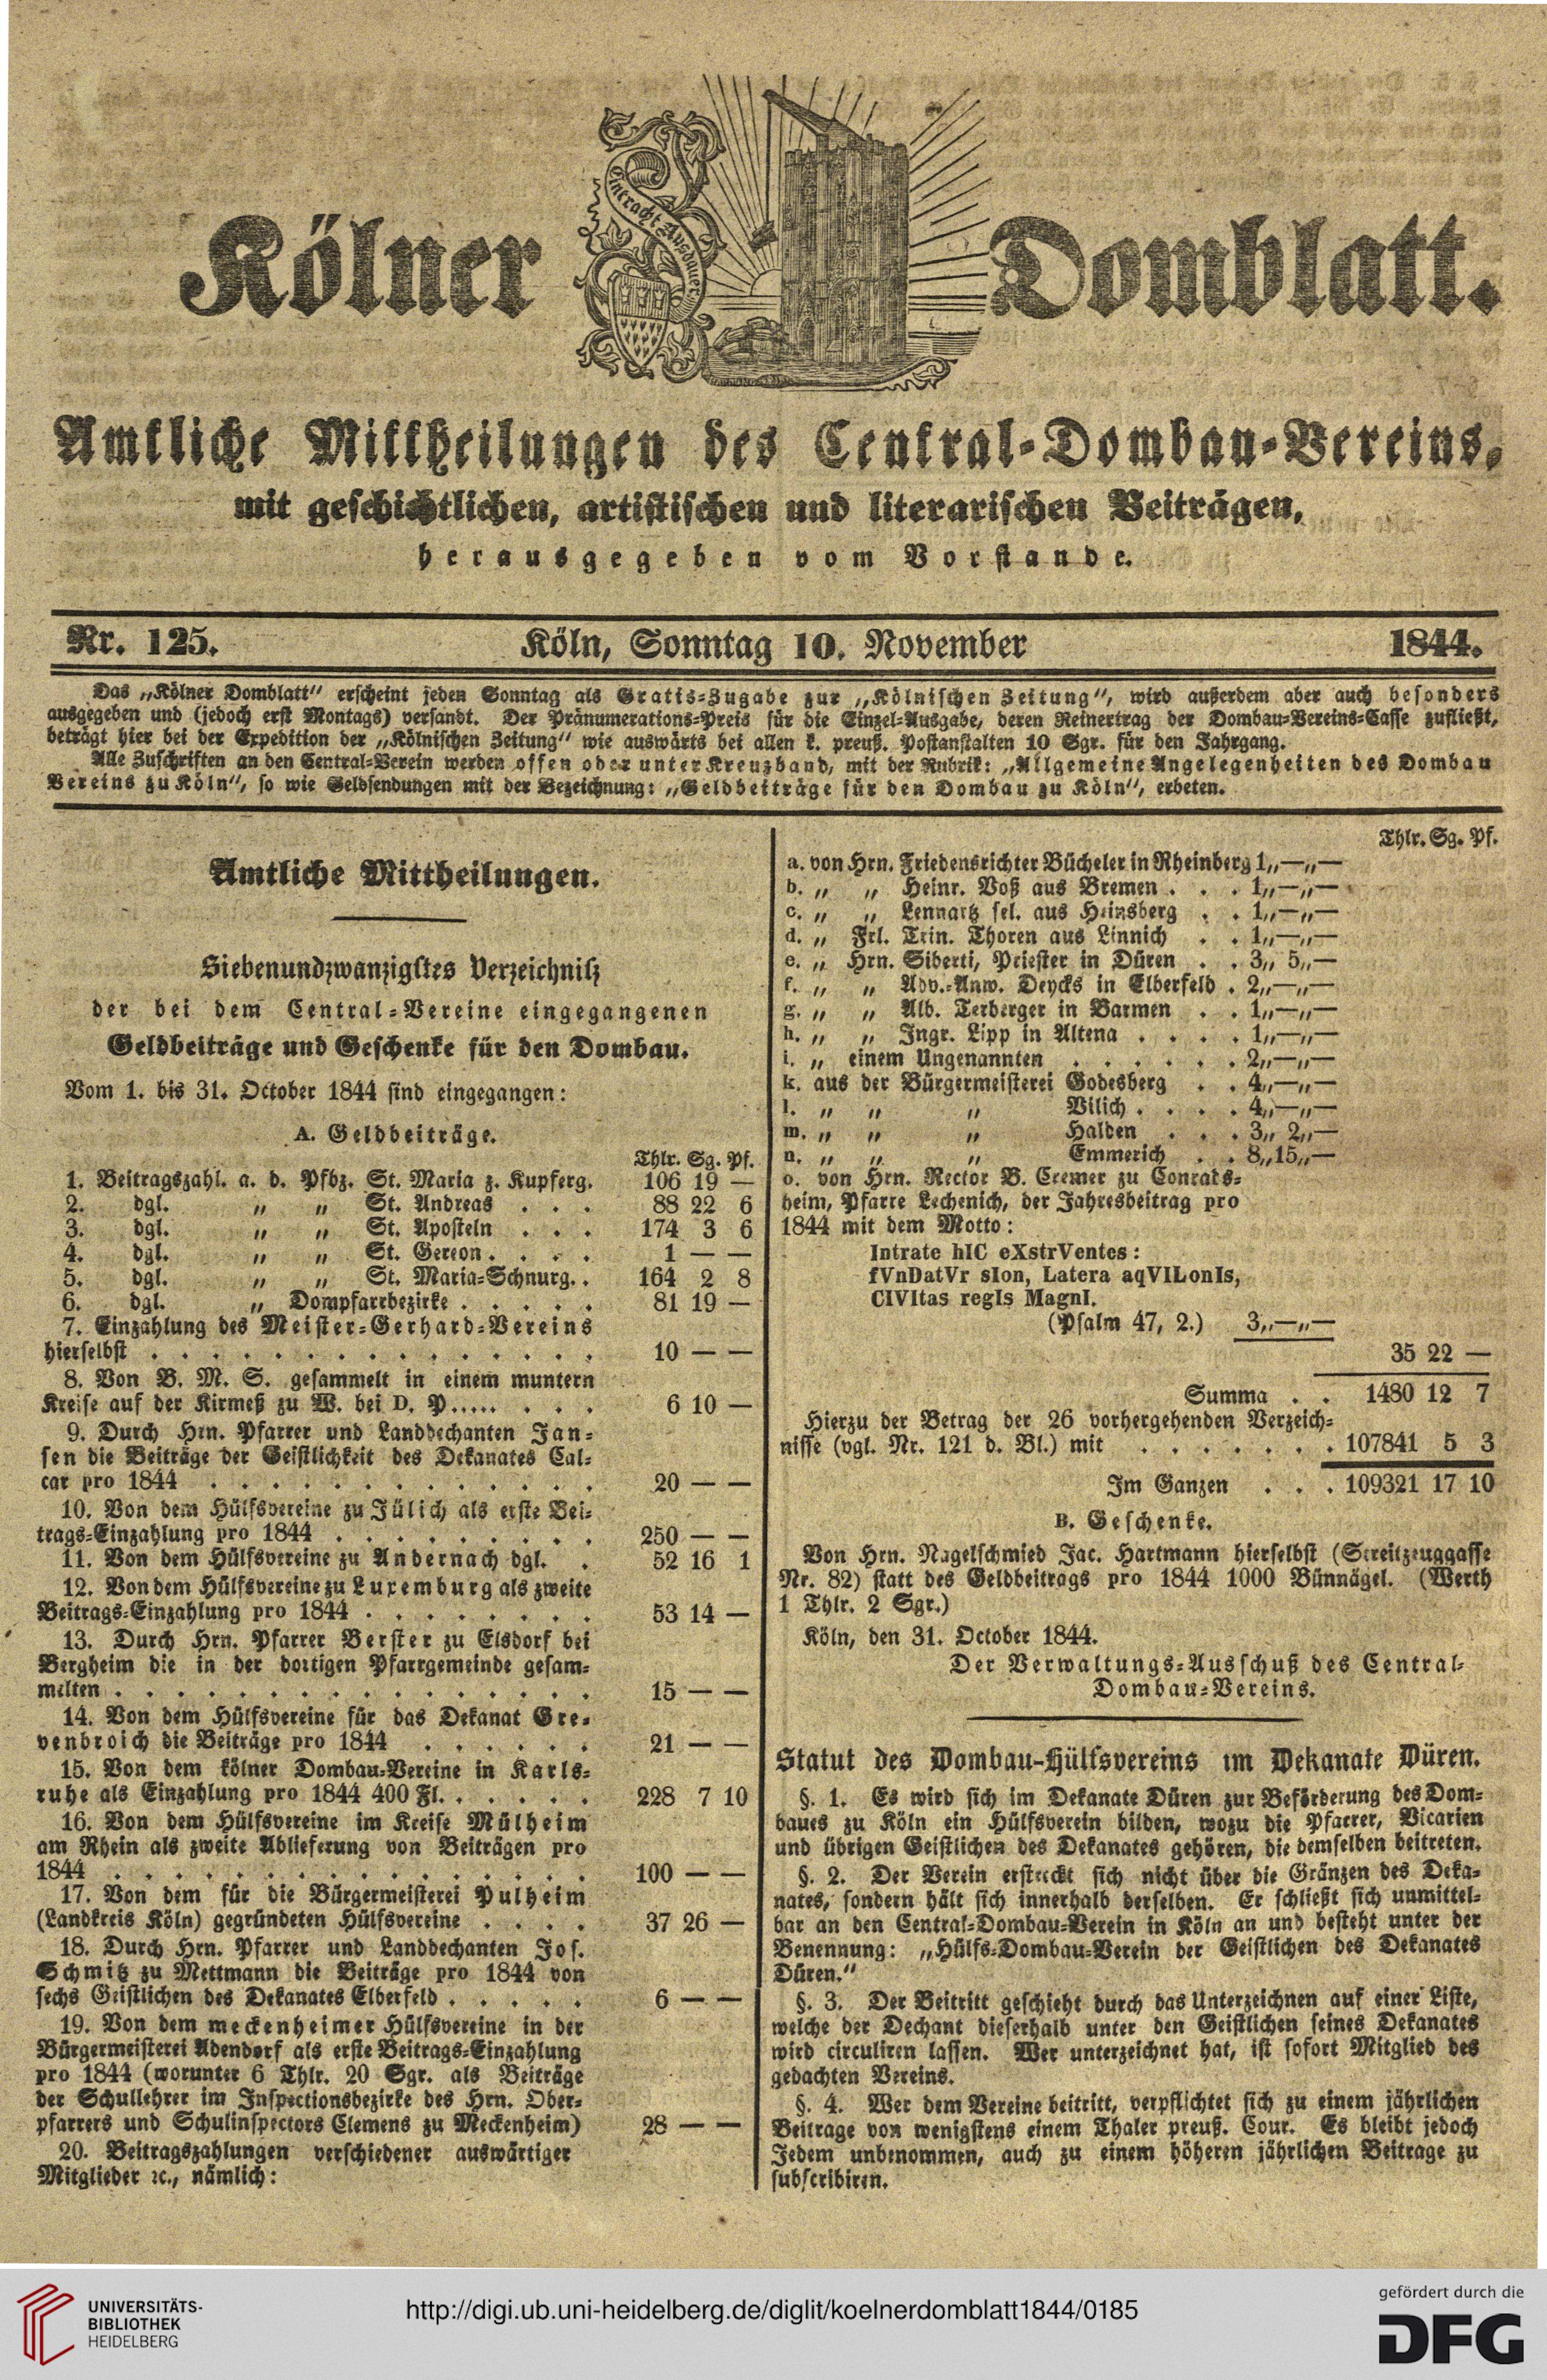 Eintracht Ausdauer
Kölner Domblatt.
Amtliche Mittheilungen des Central-Dombau-Vereins,
mit geschichtlichen, artistischen und literarischen Beiträgen,
herausgegeben vom Vorstande.
Nr. 125. Köln, Sonntag 10. November 1844.
Das „Kölner Domblatt" erscheint jeden Sonntag als Gratis-Zugabe zur „Kölnischen Zeitung", wird außerdem aber auch besonders
ausgegeben und (jedoch erst Montags) versandt. Der Pränumerations-Preis für die Einzel-Ausgabe, deren Reinertrag der Dombau-Vereins-Casse zufließt,
beträgt hier bei der Expedition der „Kölnischen Zeitung" wie auswärts bei allen k. preuß. Postanstalten 10 Sgr. für den Jahrgang.
Alle Zuschriften an den Central-Verein werden offen oder unter Kreuzband, mit der Rubrik: „Allgemeine Angelegenheiten des Dombau
Vereins zu Köln", so wie Geldsendungen mit der Bezeichnung: „Geldbeiträge für den Dombau zu Köln", erbeten.
Amtliche Mittheilungen.
Siebenundzwanzigstes Verzeichniß
der bei dem Central-Vereine eingegangenen
Geldbeiträge und Geschenke für den Dombau.
Vom 1. bis 31. October 1844 sind eingegangen:
A. Geldbeiträge.
Thlr. Sg. Pf.
1. Beitragszahl. a. d. Pfbz. St. Maria z. Kupferg. 106 19 —
2. dgl. „ „ St. Andreas . . . 88 22 6
3. dgl. „ „ St. Aposteln . . . 174 3 6
4. dgl. „ „ St. Gereon . . . . 1 — —
5. dgl. „ „ St. Maria-Schnurg. . 164 2 8
6. dgl. „ Dompfarrbezirke . . . . . 81 19 —
7. Einzahlung des Meister-Gerhard-Vereins
hierselbst . . . . . . . . . . . . . . . 10 — —
8. Von B. M. S. gesammelt in einem muntern
Kreise auf der Kirmeß zu W. bei D. P..... . . . 6 10 —
9. Durch Hrn. Pfarrer und Landdechanten Jan-
sen die Beiträge der Geistlichkeit des Dekanates Cal-
car pro 1844 . . . . . . . . . . . . . 20 — —
10. Von dem Hülfsvereine zu Jülich als erste Bei-
trags-Einzahlung pro 1844 . . . . . . . . . 250 — —
11. Von dem Hülfsvereine zu Andernach dgl. . 52 16 1
12. Von dem Hülfsvereine zu Luxemburg als zweite
Beitrags-Einzahlung pro 1844 . . . . . . . . 53 14 —
13. Durch Hrn. Pfarrer Berster zu Elsdorf bei
Bergheim die in der dortigen Pfarrgemeinde gesam-
melten . . . . . . . . . . . . . . . . 15 — —
14. Von dem Hülfsvereine für das Dekanat Gre-
venbroich die Beiträge pro 1844 . . . . . . 21 — —
15. Von dem kölner Dombau-Vereine in Karls-
ruhe als Einzahlung pro 1844 400 Fl. . . . . . 228 7 10
16. Von dem Hülfsvereine im Kreise Mülheim
am Rhein als zweite Ablieferung von Beiträgen pro
1844 . . . . . . . . . . . . . . . . 100 — —
17. Von dem für die Bürgermeisterei Pulheim
(Landkreis Köln) gegründeten Hülfsvereine . . . . 37 26 —
18. Durch Hrn. Pfarrer und Landdechanten Jos.
Schmitz zu Mettmann die Beiträge pro 1844 von
sechs Geistlichen des Dekanates Elberfeld . . . . . 6 — —
19. Von dem meckenheimer Hülfsvereine in der
Bürgermeisterei Adendorf als erste Beitrags-Einzahlung
pro 1844 (worunter 6 Thlr. 20 Sgr. als Beiträge
der Schullehrer im Inspectionsbezirke des Hrn. Ober-
pfarrers und Schulinspectors Clemens zu Meckenheim) 28 — —
20. Beitragszahlungen verschiedener auswärtiger
Mitglieder ꝛc., nämlich:
Thlr. Sg. Pf.
a. von Hrn. Friedensrichter Bücheler in Rheinberg 1„—„—
b. „ „ Heinr. Voß aus Bremen . . . 1„—„—
c. „ „ Lennartz sel. aus Heinsberg . . 1„—„—
d. „ Frl. Trin. Thoren aus Linnich . . 1„—„—
e. „ Hrn. Siberti, Priester in Düren . . 3„ 5„—
f. „ „ Adv.-Anw. Deycks in Elberfeld . 2„—„—
g. „ „ Alb. Terberger in Barmen . . 1„—„—
h. „ „ Ingr. Lipp in Altena . . . . 1„—„—
i. „ einem Ungenannten . . . . . . 2„—„—
k. aus der Bürgermeisterei Godesberg . . 4„—„—
l. „ „ „ Vilich . . . . 4„—„—
m. „ „ „ Halden . . . 3„ 2„—
n. „ „ „ Emmerich . . 8„15„—
o. von Hrn. Rector B. Cremer zu Conrads-
heim, Pfarre Lechenich, der Jahresbeitrag pro
1844 mit dem Motto:
Intrate hIC eXstrVentes:
fVnDatVr sIon, Latera aqVILonIs,
CIVItas regIs MagnI.
(Psalm 47, 2.) 3„—„—
35 22 —
Summa . . 1480 12 7
Hierzu der Betrag der 26 vorhergehenden Verzeich-
nisse (vgl. Nr. 121 d. Bl.) mit . . . . . . . 107841 5 3
Im Ganzen . . . 109321 17 10
B. Geschenke.
Von Hrn. Nagelschmied Jac. Hartmann hierselbst (Streitzeuggasse
Nr. 82) statt des Geldbeitrags pro 1844 1000 Bünnägel. (Werth
1 Thlr. 2 Sgr.)
Köln, den 31. October 1844.
Der Verwaltungs-Ausschuß des Central-
Dombau-Vereins.
Statut des Dombau-Hülfsvereins im Dekanate Düren.
§. 1. Es wird sich im Dekanate Düren zur Beförderung des Dom-
baues zu Köln ein Hülfsverein bilden, wozu die Pfarrer, Vicarien
und übrigen Geistlichen des Dekanates gehören, die demselben beitreten.
§. 2. Der Verein erstreckt sich nicht über die Gränzen des Deka-
nates, sondern hält sich innerhalb derselben. Er schließt sich unmittel-
bar an den Central-Dombau-Verein in Köln an und besteht unter der
Benennung: „Hülfs-Dombau-Verein der Geistlichen des Dekanates
Düren."
§. 3. Der Beitritt geschieht durch das Unterzeichnen auf einer Liste,
welche der Dechant dieserhalb unter den Geistlichen seines Dekanates
wird circuliren lassen. Wer unterzeichnet hat, ist sofort Mitglied des
gedachten Vereins.
§. 4. Wer dem Vereine beitritt, verpflichtet sich zu einem jährlichen
Beitrage von wenigstens einem Thaler preuß. Cour. Es bleibt jedoch
Jedem unbenommen, auch zu einem höheren jährlichen Beitrage zu
subscribiren.
UNIVERSITÄTS-
BIBLIOTHEK
HEIDELBERG
http://digi.ub.uni-heidelberg.de/diglit/koelnerdomblatt1844/0185
gefördert durch die
DFG